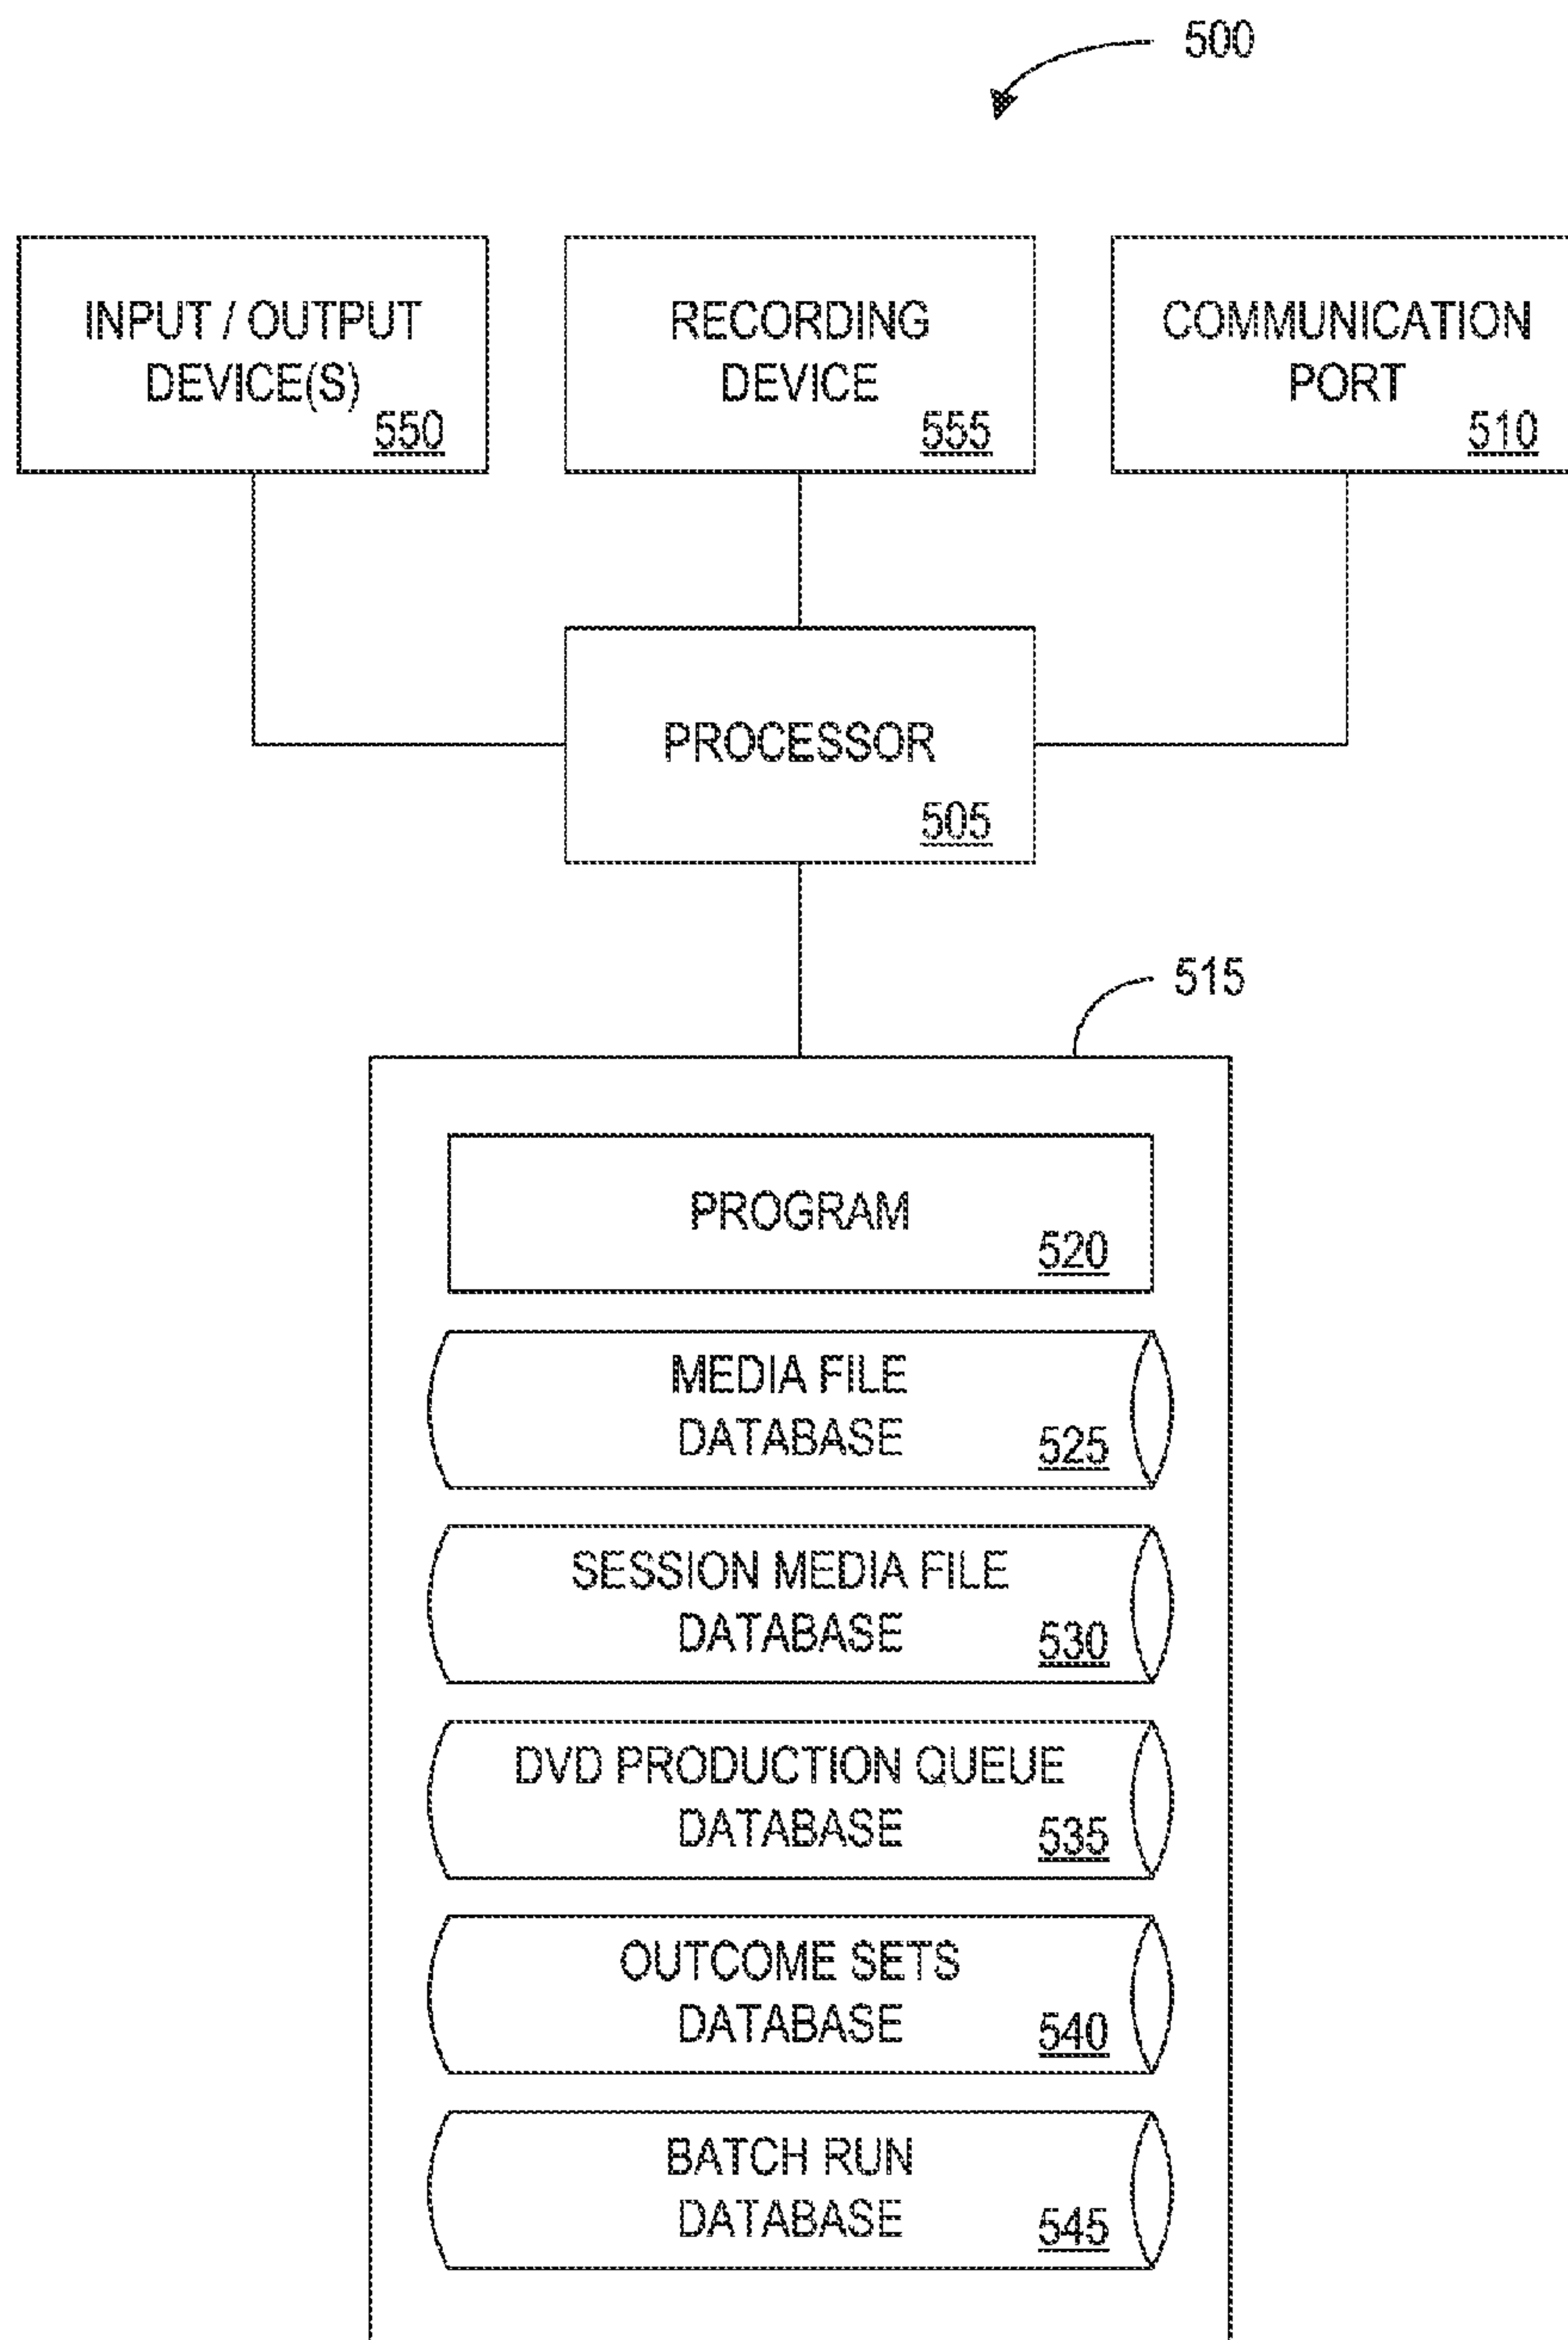 500
INPUT / OUTPUT
DEVICE(S)
550
RECORDING
DEVICE
555
COMMUNICATION
PORT
510
PROCESSOR
505
515
PROGRAM
520
MEDIA FILE
DATABASE
525
SESSION MEDIA FILE
DATABASE
530
DVD PRODUCTION QUEUE
DATABASE
535
OUTCOME SETS
DATABASE
540
BATCH RUN
DATABASE
545